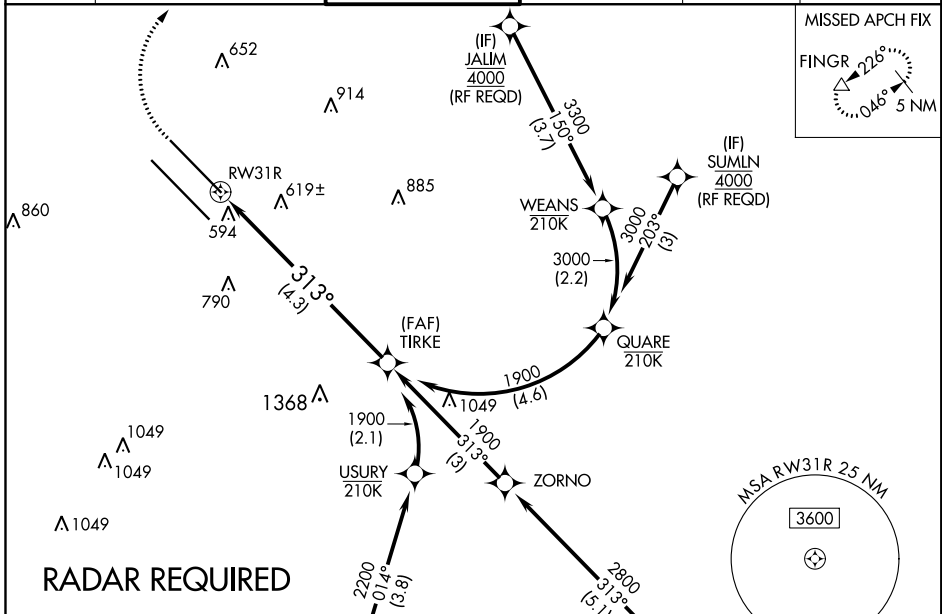 MISSED APCH FIX
FINGR
226°
046°
5 NM
652
914
(IF)
JALIM
4000
(RF REQD)
3300
150°
(3.7)
(IF)
SUMLN
4000
(RF REQD)
RW31R
619±
885
860
594
WEANS
210K
3000
203°
(3)
3000
(2.2)
790
313°
(4.3)
(FAF)
TIRKE
QUARE
210K
1900
(4.6)
1368
1049
1900
(2.1)
1900
313°
(3)
1049
1049
USURY
210K
ZORNO
MSA RW31R 25 NM
3600
1049
RADAR REQUIRED
2200
014°
(3.8)
2800
313°
(5.1)